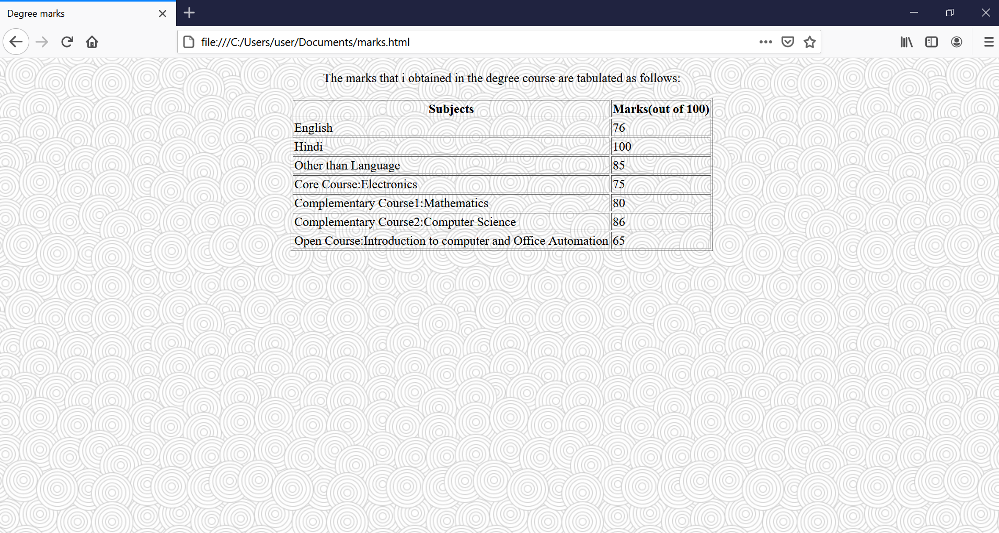 Degree marks
file:///C:/Users/user/Documents/marks.html
The marks that i obtained in the degree course are tabulated as follows:
Subjects Marks(out of 100)
English 76
Hindi 100
Other than Language 85
Core Course:Electronics 75
Complementary Course1:Mathematics 80
Complementary Course2:Computer Science 86
Open Course:Introduction to computer and Office Automation 65